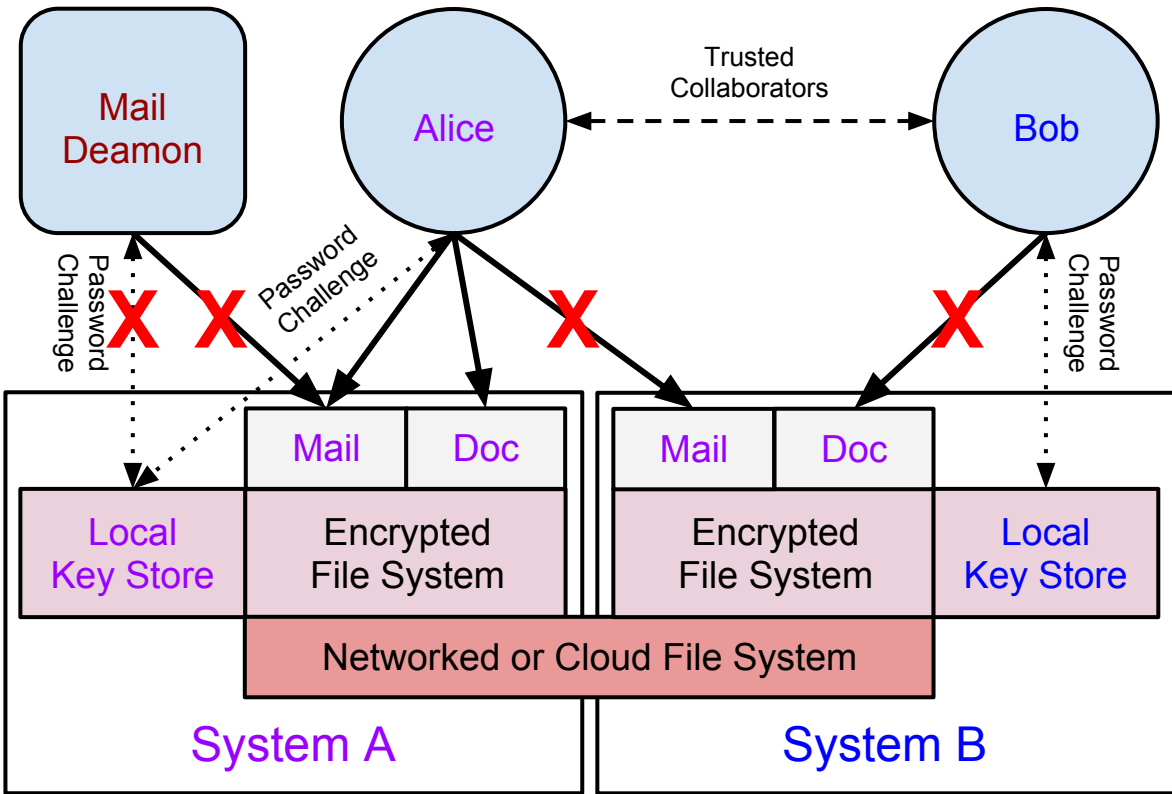 Mail
Deamon
Alice
Trusted
Collaborators
Bob
Password
Challenge
X
X
Password
Challenge
X
X
Password
Challenge
Mail
Doc
Mail
Doc
Local
Key Store
Encrypted
File System
Encrypted
File System
Local
Key Store
Networked or Cloud File System
System A
System B